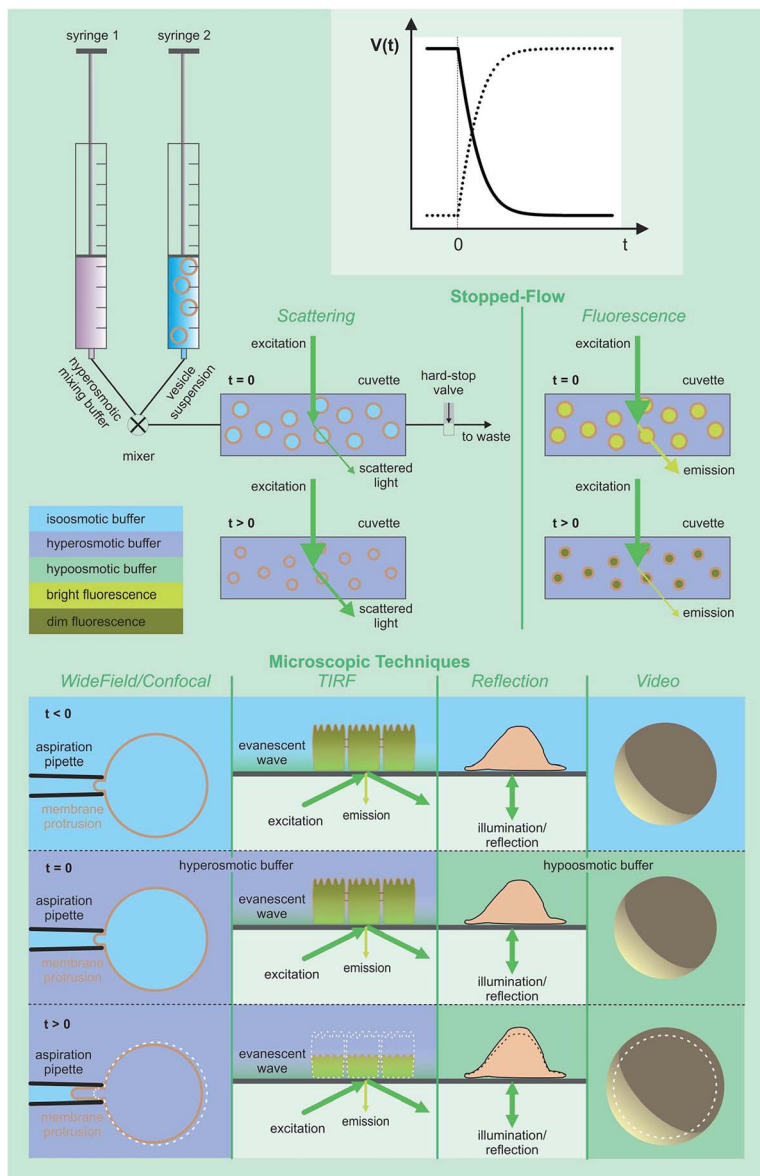 syringe 1
syringe 2
V(t)
0
t
hyperosmotic
mixing buffer
vesicle
suspension
mixer
Stopped-Flow
Scattering
excitation
t = 0
cuvette
scattered
light
hard-stop
valve
to waste
excitation
t > 0
cuvette
scattered
light
Fluorescence
excitation
t = 0
cuvette
emission
excitation
t > 0
cuvette
emission
isoosmotic buffer
hyperosmotic buffer
hypoosmotic buffer
bright fluorescence
dim fluorescence
Microscopic Techniques
WideField/Confocal
TIRF
Reflection
Video
t < 0
aspiration
pipette
membrane
protrusion
evanescent
wave
excitation
emission
illumination/
reflection
t = 0
hyperosmotic buffer
hypoosmotic buffer
aspiration
pipette
membrane
protrusion
evanescent
wave
excitation
emission
illumination/
reflection
t > 0
aspiration
pipette
membrane
protrusion
evanescent
wave
excitation
emission
illumination/
reflection